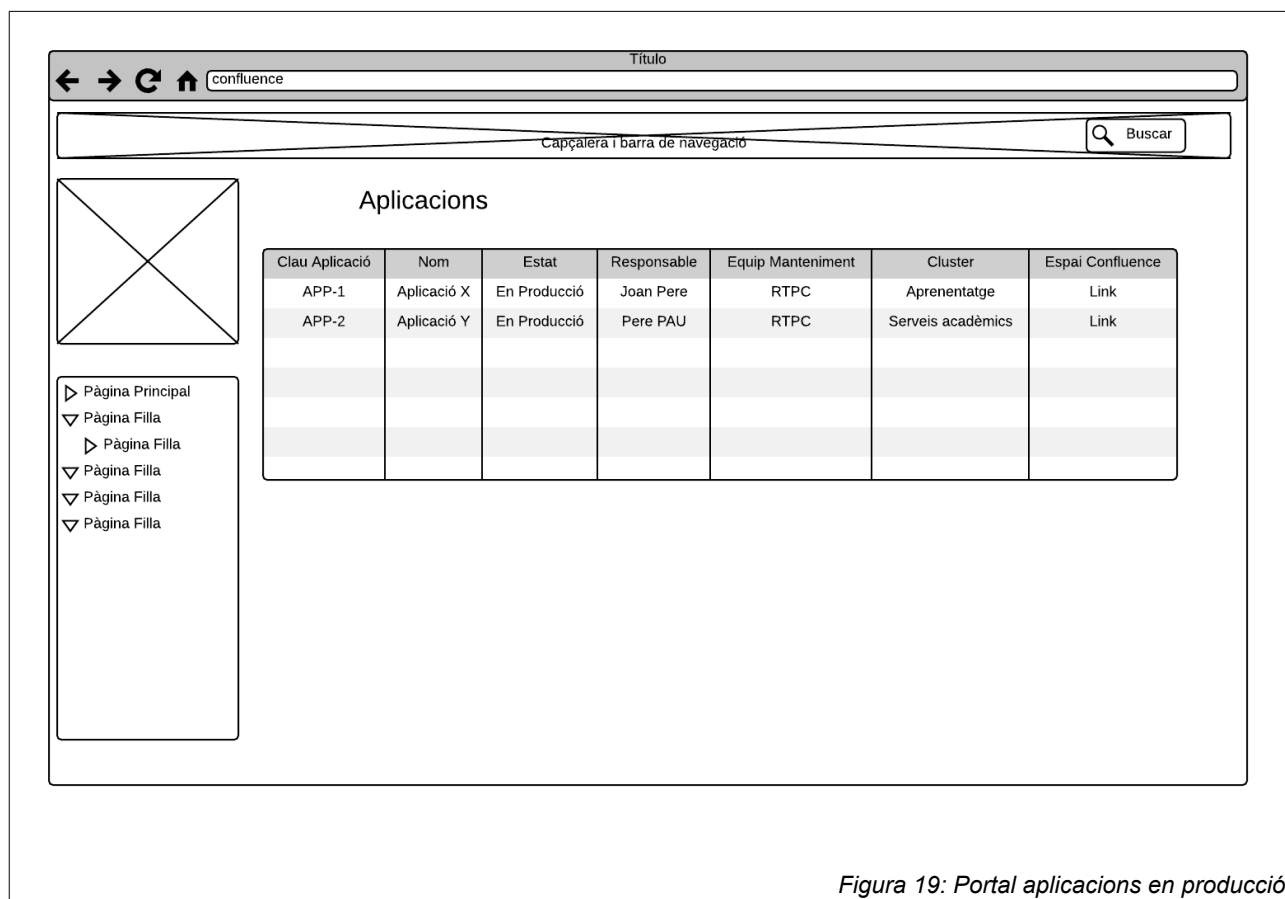 Título
confluence
Capçalera i barra de navegació
Buscar
Aplicacions
Clau Aplicació Nom Estat Responsable Equip Manteniment Cluster Espai Confluence
APP-1 Aplicació X En Producció Joan Pere RTPC Aprenentatge Link
APP-2 Aplicació Y En Producció Pere PAU RTPC Serveis acadèmics Link
Pàgina Principal
Pàgina Filla
Pàgina Filla
Pàgina Filla
Pàgina Filla
Pàgina Filla
Figura 19: Portal aplicacions en producció